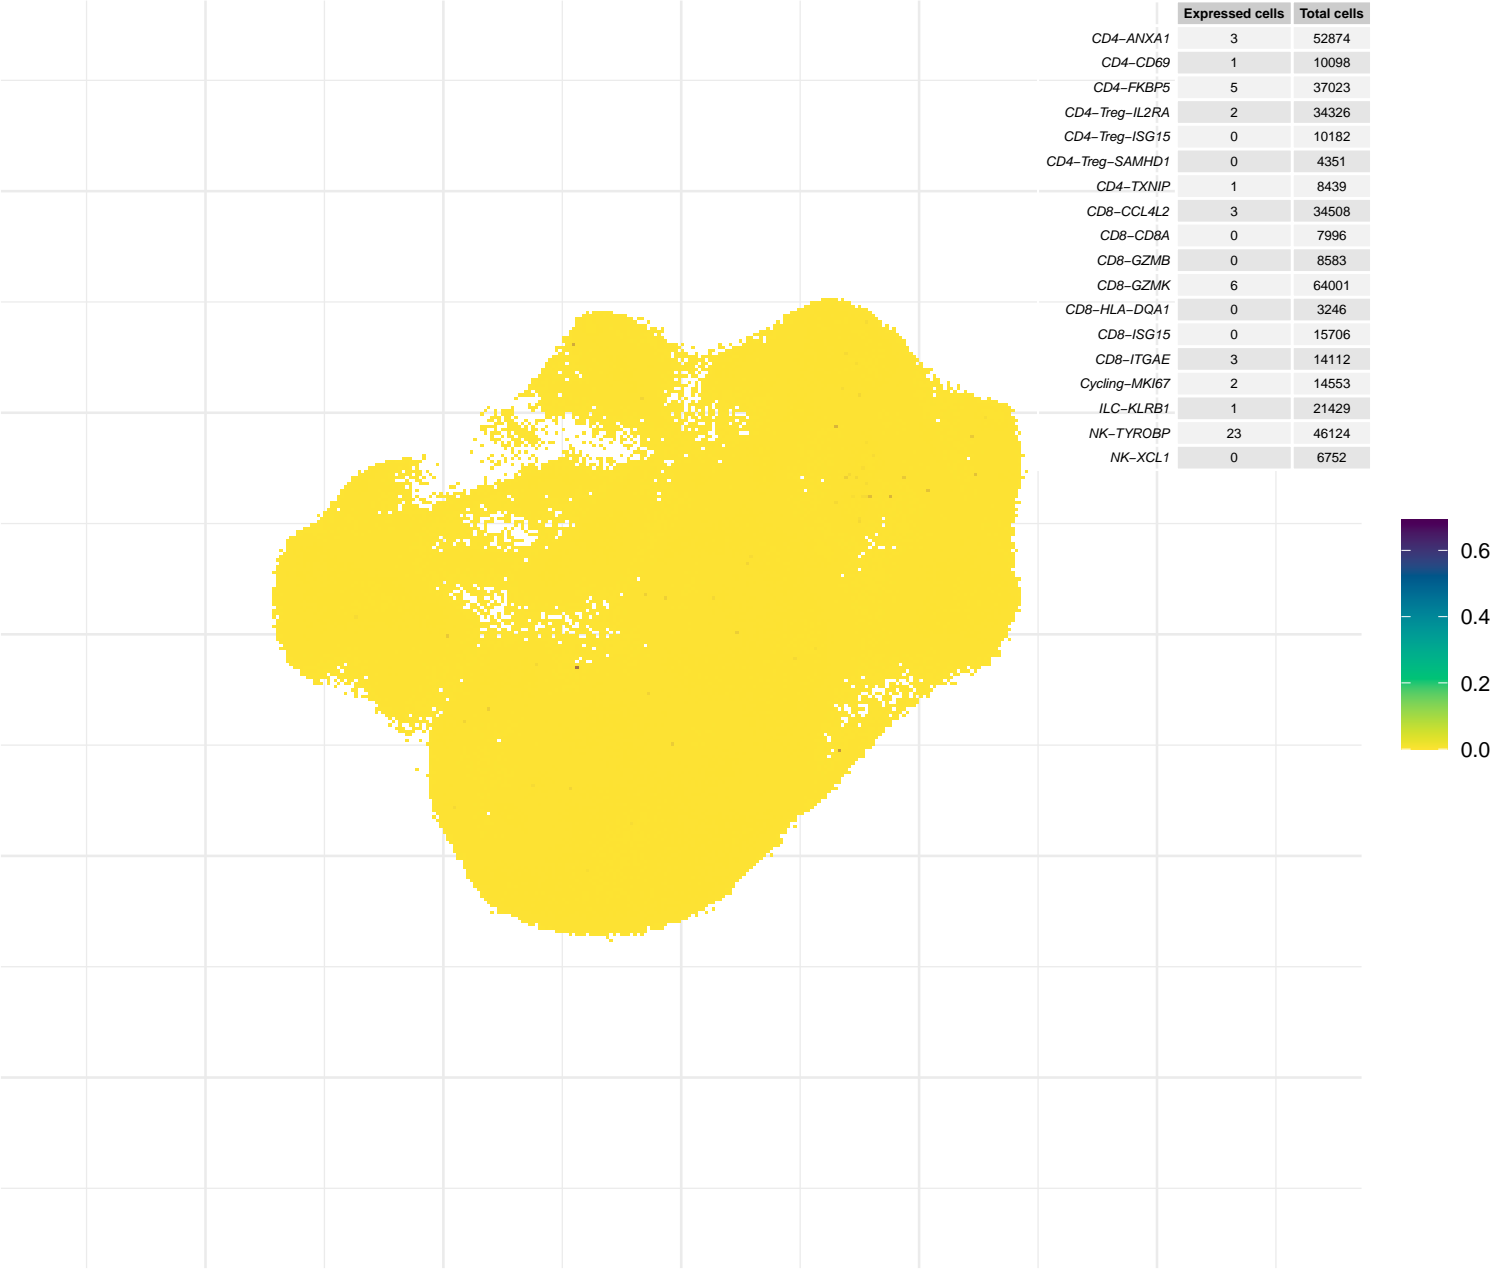 Expressed cells Total cells
CD4−ANXA1 3 52874
CD4−CD69 1 10098
CD4−FKBP5 5 37023
CD4−Treg−IL2RA 2 34326
CD4−Treg−ISG15 0 10182
CD4−Treg−SAMHD1 0 4351
CD4−TXNIP 1 8439
CD8−CCL4L2 3 34508
CD8−CD8A 0 7996
CD8−GZMB 0 8583
CD8−GZMK 6 64001
CD8−HLA−DQA1 0 3246
CD8−ISG15 0 15706
CD8−ITGAE 3 14112
Cycling−MKI67 2 14553
ILC−KLRB1 1 21429
NK−TYROBP 23 46124
NK−XCL1 0 6752
0.6
0.4
0.2
0.0